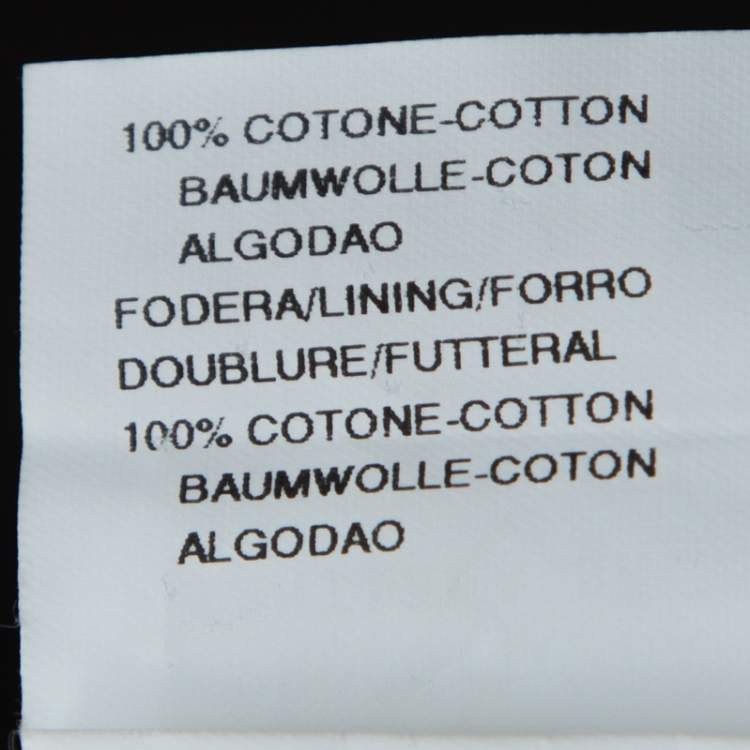 100% COTONE-COTTON
BAUMWOLLE-COTON
ALGODAO
FODERA/LINING/FORRO
DOUBLURE/FUTTERAL
100% COTONE-COTTON
BAUMWOLLE-COTON
ALGODAO